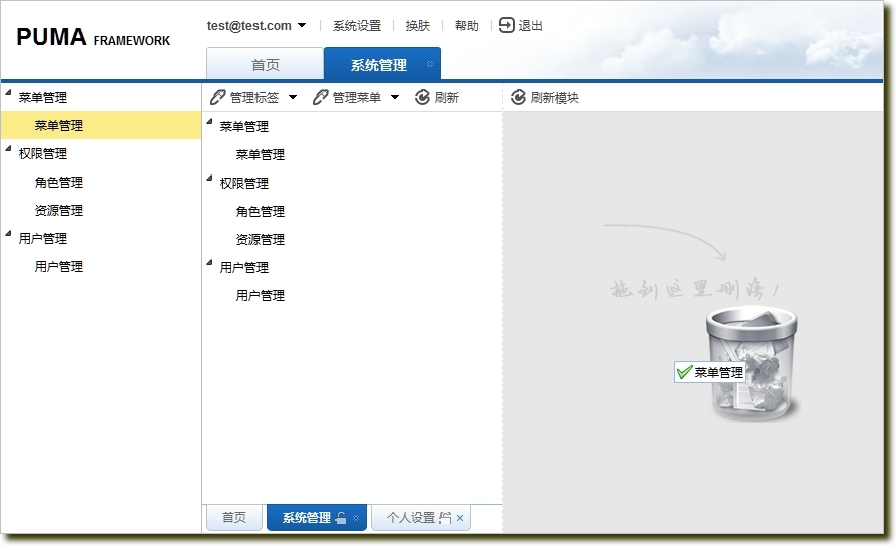 PUMA FRAMEWORK
test@test.com 系统设置 换肤 帮助 退出
首页 系统管理
菜单管理
菜单管理
权限管理
角色管理
资源管理
用户管理
用户管理
管理标签 管理菜单 刷新
菜单管理
菜单管理
权限管理
角色管理
资源管理
用户管理
用户管理
首页 系统管理 个人设置
刷新模块
拖到这里删除!
菜单管理